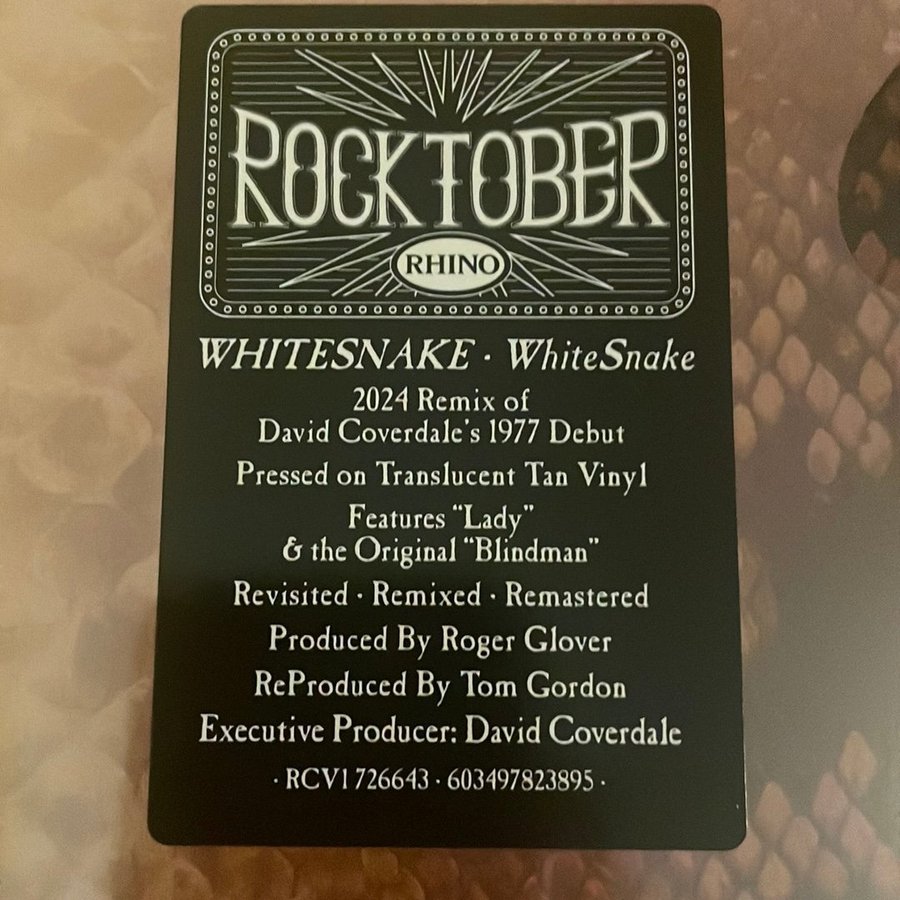 ROCKTOBER
RHINO
WHITESNAKE · WhiteSnake
2024 Remix of
David Coverdale's 1977 Debut
Pressed on Translucent Tan Vinyl
Features "Lady"
& the Original "Blindman"
Revisited · Remixed · Remastered
Produced By Roger Glover
ReProduced By Tom Gordon
Executive Producer: David Coverdale
· RCV1 726643 · 603497823895 ·